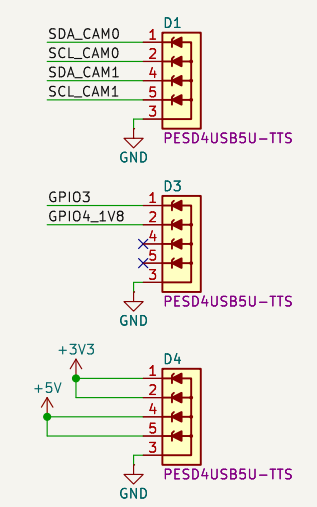 D1
SDA_CAM0 1
SCL_CAM0 2
SDA_CAM1 4
SCL_CAM1 5
3
PESD4USB5U-TTS
GND
D3
GPIO3 1
GPIO4_1V8 2
4
5
3
PESD4USB5U-TTS
GND
+3V3 D4
1
+5V 2
4
5
3
PESD4USB5U-TTS
GND